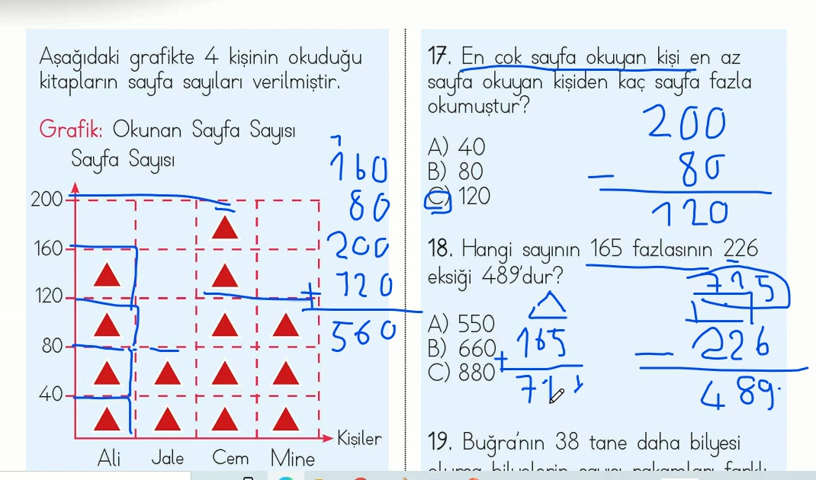 Aşağıdaki grafikte 4 kişinin okuduğu
kitapların sayfa sayıları verilmiştir.
Grafik: Okunan Sayfa Sayısı
Sayfa Sayısı
200
160
120
80
40
Kişiler
Ali Jale Cem Mine
1
160
80
200
+ 120
560
17. En çok sayfa okuyan kişi en az
sayfa okuyan kişiden kaç sayfa fazla
okumuştur?
A) 40
B) 80
C) 120
200
- 80
120
18. Hangi sayının 165 fazlasının 226
eksiği 489'dur?
A) 550
B) 660
C) 880
165
+
715
- 226
489
19. Buğra'nın 38 tane daha bilyesi